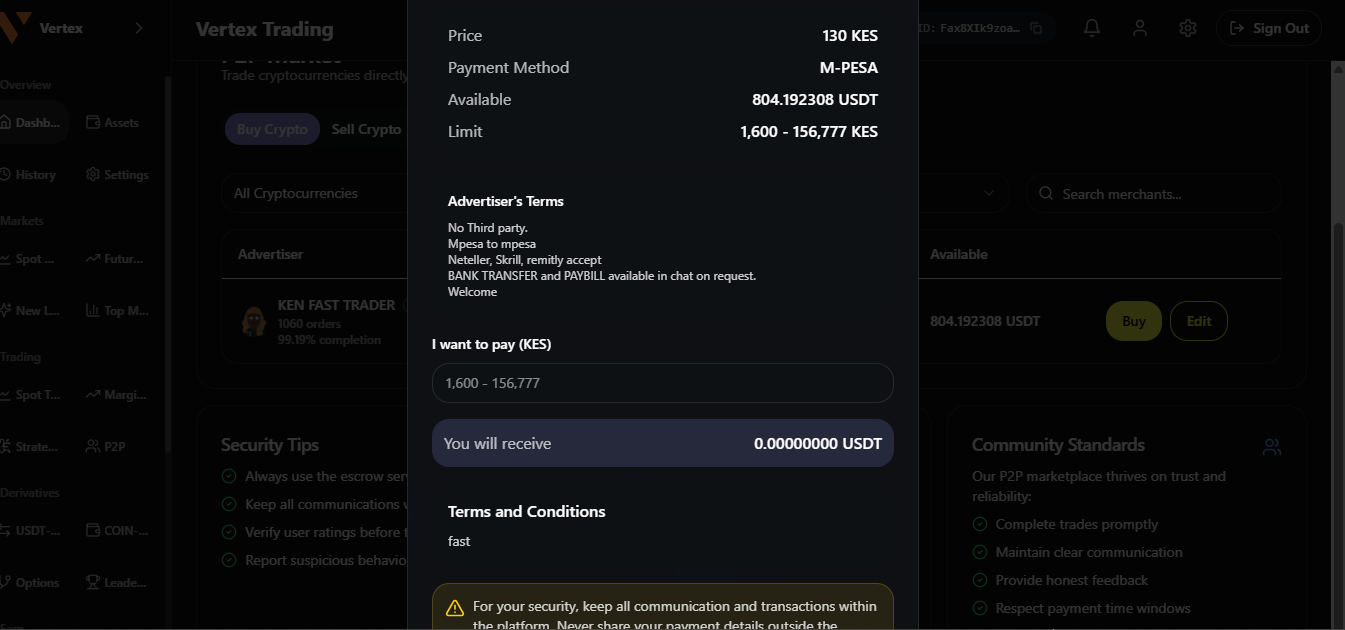 Vertex
Vertex Trading
ID: Fax8XIk9zoa...
Sign Out
Overview
Dashb...
Assets
History
Settings
Markets
Spot ...
Futur...
New L...
Top M...
Trading
Spot T...
Margi...
Strate...
P2P
Derivatives
USDT-...
COIN-...
Options
Leade...
Trade cryptocurrencies directly
Buy Crypto
Sell Crypto
All Cryptocurrencies
Search merchants...
Advertiser
Available
KEN FAST TRADER
1060 orders
99.19% completion
804.192308 USDT
Buy
Edit
Price
130 KES
Payment Method
M-PESA
Available
804.192308 USDT
Limit
1,600 - 156,777 KES
Advertiser's Terms
No Third party.
Mpesa to mpesa
Neteller, Skrill, remitly accept
BANK TRANSFER and PAYBILL available in chat on request.
Welcome
I want to pay (KES)
1,600 - 156,777
You will receive
0.00000000 USDT
Terms and Conditions
fast
For your security, keep all communication and transactions within
the platform. Never share your payment details outside the
Security Tips
Always use the escrow ser
Keep all communications
Verify user ratings before
Report suspicious behavio
Community Standards
Our P2P marketplace thrives on trust and
reliability:
Complete trades promptly
Maintain clear communication
Provide honest feedback
Respect payment time windows